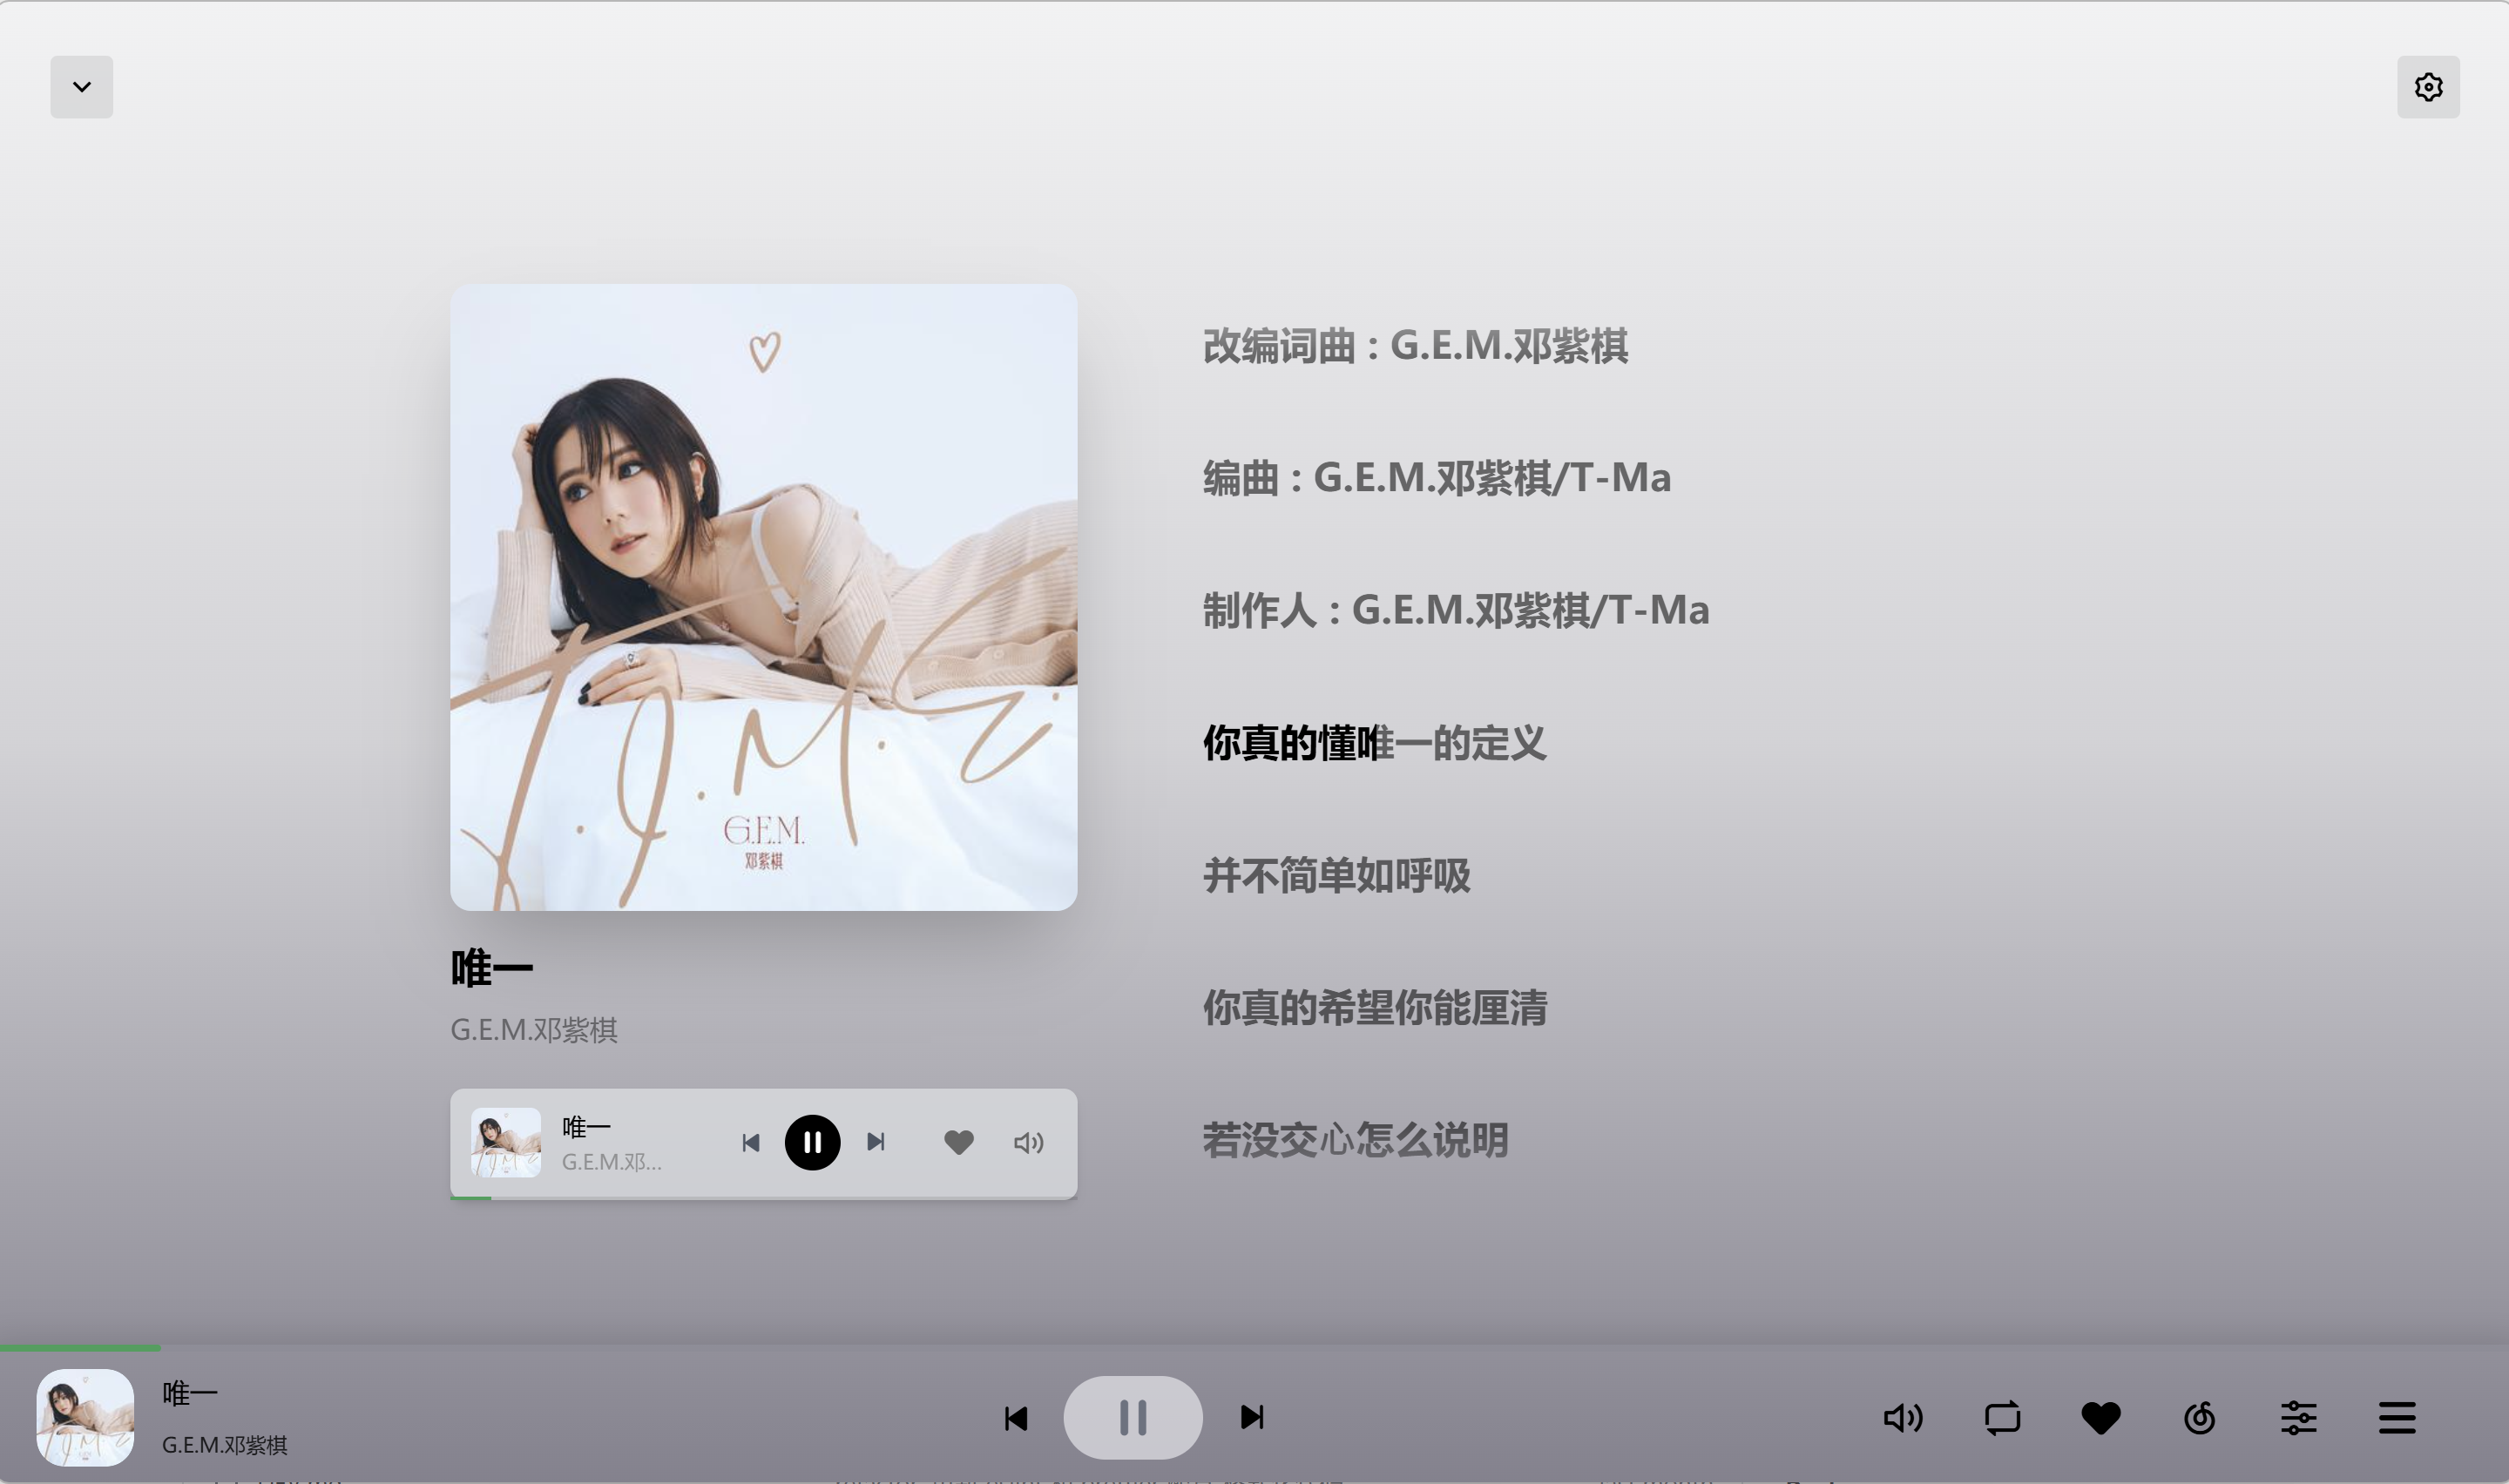 T.I.M.E.
G.E.M.
邓紫棋
唯一
G.E.M.邓紫棋
唯一
G.E.M.邓...
改编词曲 : G.E.M.邓紫棋
编曲 : G.E.M.邓紫棋/T-Ma
制作人 : G.E.M.邓紫棋/T-Ma
你真的懂唯一的定义
并不简单如呼吸
你真的希望你能厘清
若没交心怎么说明
唯一
G.E.M.邓紫棋